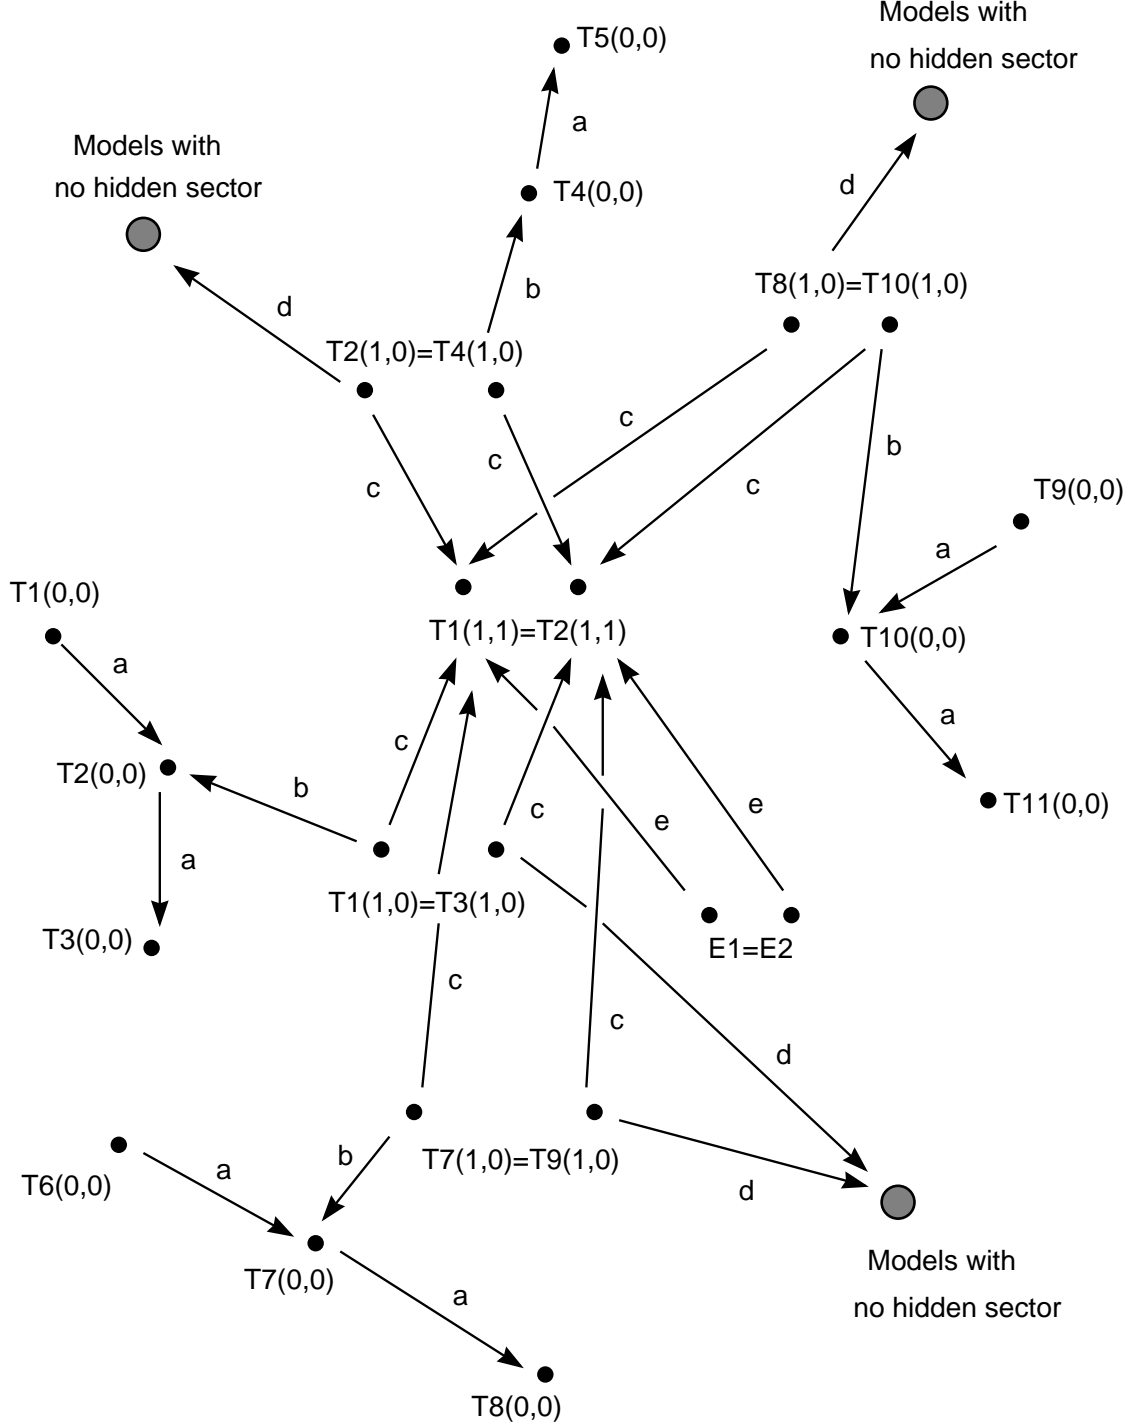 Models with
no hidden sector
T5(0,0)
a
Models with
no hidden sector
T4(0,0)
d
b
d
T8(1,0)=T10(1,0)
T2(1,0)=T4(1,0)
c
b
c
c
c
T9(0,0)
a
T1(0,0)
T1(1,1)=T2(1,1)
T10(0,0)
a
a
c
T2(0,0)
b
c
e
e
T11(0,0)
a
T1(1,0)=T3(1,0)
T3(0,0)
E1=E2
c
c
d
T7(1,0)=T9(1,0)
b
a
T6(0,0)
d
T7(0,0)
a
Models with
no hidden sector
T8(0,0)